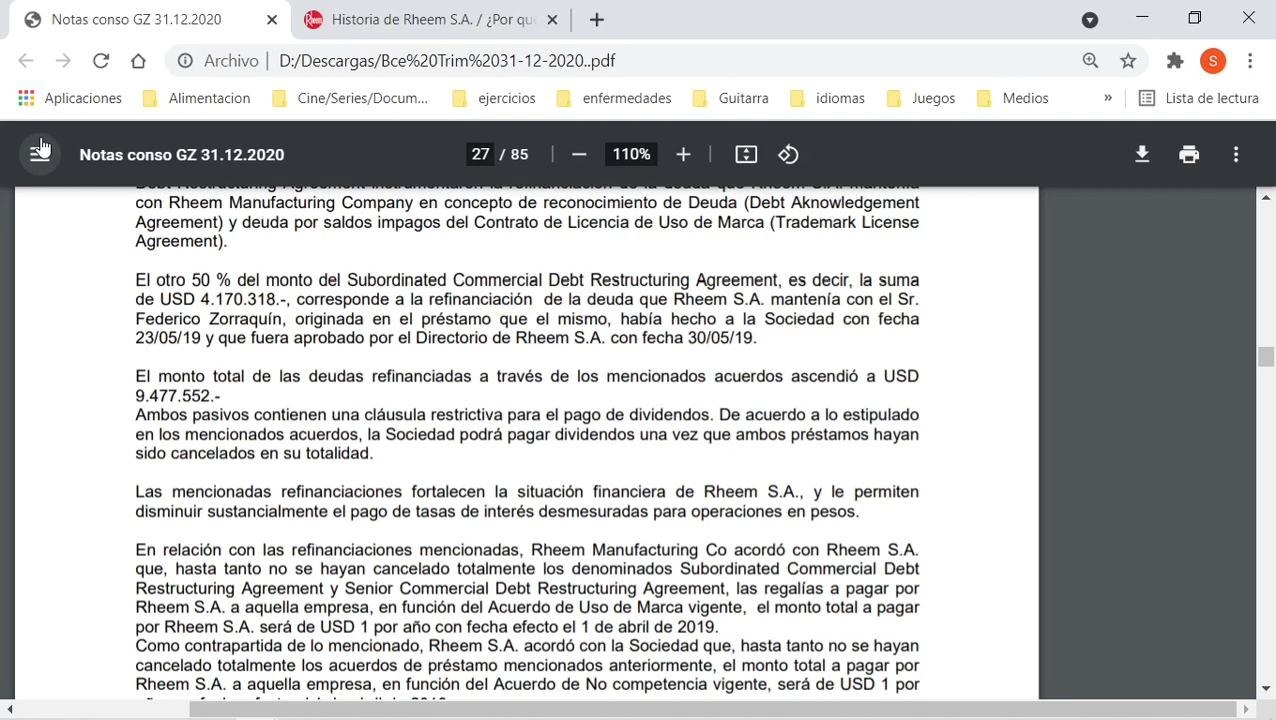 Notas conso GZ 31.12.2020
Historia de Rheem S.A. / ¿Por qu
Archivo
D:/Descargas/Bce%20Trim%2031-12-2020..pdf
S
Aplicaciones
Alimentacion
Cine/Series/Docum...
ejercicios
enfermedades
Guitarra
idiomas
Juegos
Medios
»
Lista de lectura
Notas conso GZ 31.12.2020
27 / 85
110%
Debt Restructuring Agreement instrumentaron la refinanciación de la deuda que Rheem S.A. mantenía
con Rheem Manufacturing Company en concepto de reconocimiento de Deuda (Debt Aknowledgement
Agreement) y deuda por saldos impagos del Contrato de Licencia de Uso de Marca (Trademark License
Agreement).
El otro 50 % del monto del Subordinated Commercial Debt Restructuring Agreement, es decir, la suma
de USD 4.170.318.-, corresponde a la refinanciación de la deuda que Rheem S.A. mantenía con el Sr.
Federico Zorraquín, originada en el préstamo que el mismo, había hecho a la Sociedad con fecha
23/05/19 y que fuera aprobado por el Directorio de Rheem S.A. con fecha 30/05/19.
El monto total de las deudas refinanciadas a través de los mencionados acuerdos ascendió a USD
9.477.552.-
Ambos pasivos contienen una cláusula restrictiva para el pago de dividendos. De acuerdo a lo estipulado
en los mencionados acuerdos, la Sociedad podrá pagar dividendos una vez que ambos préstamos hayan
sido cancelados en su totalidad.
Las mencionadas refinanciaciones fortalecen la situación financiera de Rheem S.A., y le permiten
disminuir sustancialmente el pago de tasas de interés desmesuradas para operaciones en pesos.
En relación con las refinanciaciones mencionadas, Rheem Manufacturing Co acordó con Rheem S.A.
que, hasta tanto no se hayan cancelado totalmente los denominados Subordinated Commercial Debt
Restructuring Agreement y Senior Commercial Debt Restructuring Agreement, las regalías a pagar por
Rheem S.A. a aquella empresa, en función del Acuerdo de Uso de Marca vigente, el monto total a pagar
por Rheem S.A. será de USD 1 por año con fecha efecto el 1 de abril de 2019.
Como contrapartida de lo mencionado, Rheem S.A. acordó con la Sociedad que, hasta tanto no se hayan
cancelado totalmente los acuerdos de préstamo mencionados anteriormente, el monto total a pagar por
Rheem S.A. a aquella empresa, en función del Acuerdo de No competencia vigente, será de USD 1 por